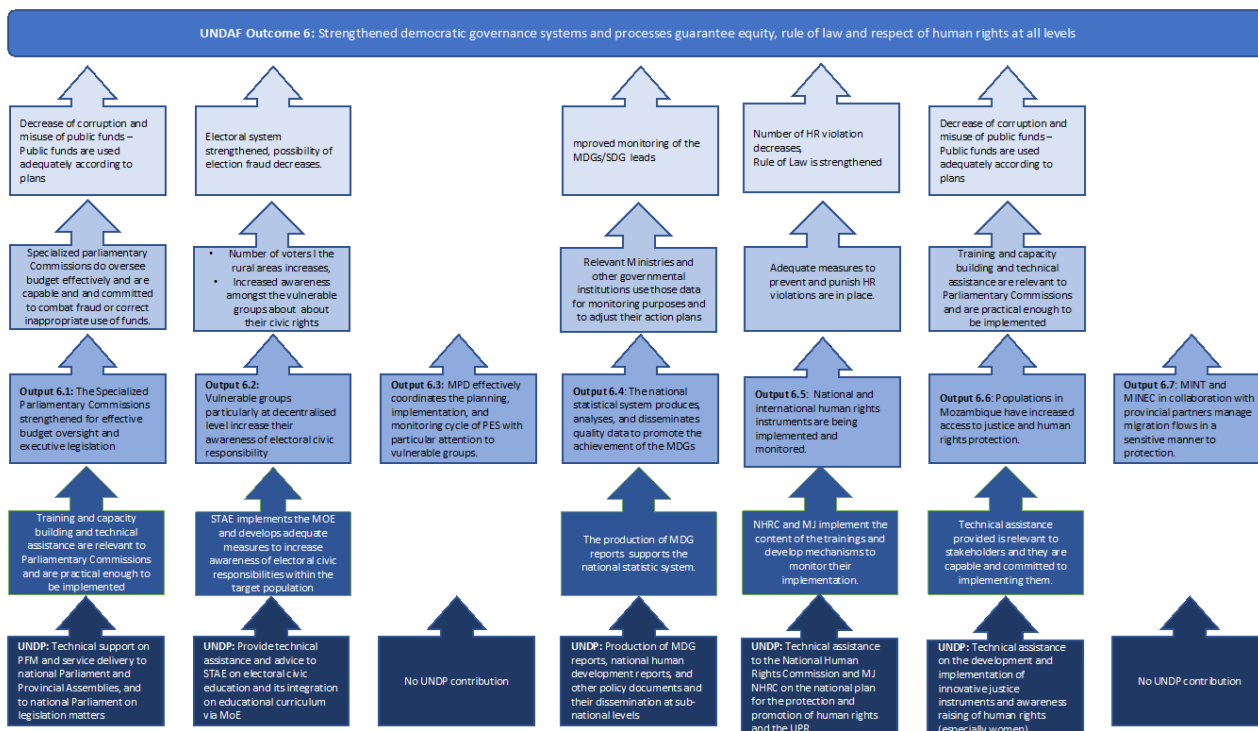 UNDAF Outcome 6: Strengthened democratic governance systems and processes guarantee equity, rule of law and respect of human rights at all levels
Decrease of corruption and
misuse of public funds –
Public funds are used
adequately according to
plans
Electoral system
strengthened, possibility of
election fraud decreases.
mproved monitoring of the
MDGs/SDG leads
Number of HR violation
decreases,
Rule of Law is strengthened
Decrease of corruption and
misuse of public funds –
Public funds are used
adequately according to
plans
Specialized parliamentary
Commissions do oversee
budget effectively and are
capable and and committed
to combat fraud or correct
inappropriate use of funds.
• Number of voters I the
rural areas increases,
• Increased awareness
amongst the vulnerable
groups about about
their civic rights
Relevant Ministries and
other governmental
institutions use those data
for monitoring purposes and
to adjust their action plans
Adequate measures to
prevent and punish HR
violations are in place.
Training and capacity
building and technical
assistance are relevant to
Parliamentary Commissions
and are practical enough to
be implemented
Output 6.1: The Specialized
Parliamentary Commissions
strengthened for effective
budget oversight and
executive legislation
Output 6.2:
Vulnerable groups
particularly at decentralised
level increase their
awareness of electoral civic
responsibility
Output 6.3: MPD effectively
coordinates the planning,
implementation, and
monitoring cycle of PES with
particular attention to
vulnerable groups.
Output 6.4: The national
statistical system produces,
analyses, and disseminates
quality data to promote the
achievement of the MDGs
Output 6.5: National and
international human rights
instruments are being
implemented and
monitored.
Output 6.6: Populations in
Mozambique have increased
access to justice and human
rights protection.
Output 6.7: MINT and
MINEC in collaboration with
provincial partners manage
migration flows in a
sensitive manner to
protection.
Training and capacity
building and technical
assistance are relevant to
Parliamentary Commissions
and are practical enough to
be implemented
STAE implements the MOE
and develops adequate
measures to increase
awareness of electoral civic
responsibilities within the
target population
The production of MDG
reports supports the
national statistic system.
NHRC and MJ implement the
content of the trainings and
develop mechanisms to
monitor their
implementation.
Technical assistance
provided is relevant to
stakeholders and they are
capable and committed to
implementing them.
UNDP: Technical support on
PFM and service delivery to
national Parliament and
Provincial Assemblies, and
to national Parliament on
legislation matters
UNDP: Provide technical
assistance and advice to
STAE on electoral civic
education and its integration
on educational curriculum
via MoE
No UNDP contribution
UNDP: Production of MDG
reports, national human
development reports, and
other policy documents and
their dissemination at sub-
national levels
UNDP: Technical assistance
to the National Human
Rights Commission and MJ
NHRC on the national plan
for the protection and
promotion of human rights
and the UPR
UNDP: Technical assistance
on the development and
implementation of
innovative justice
instruments and awareness
raising of human rights
(especially women)
No UNDP contribution